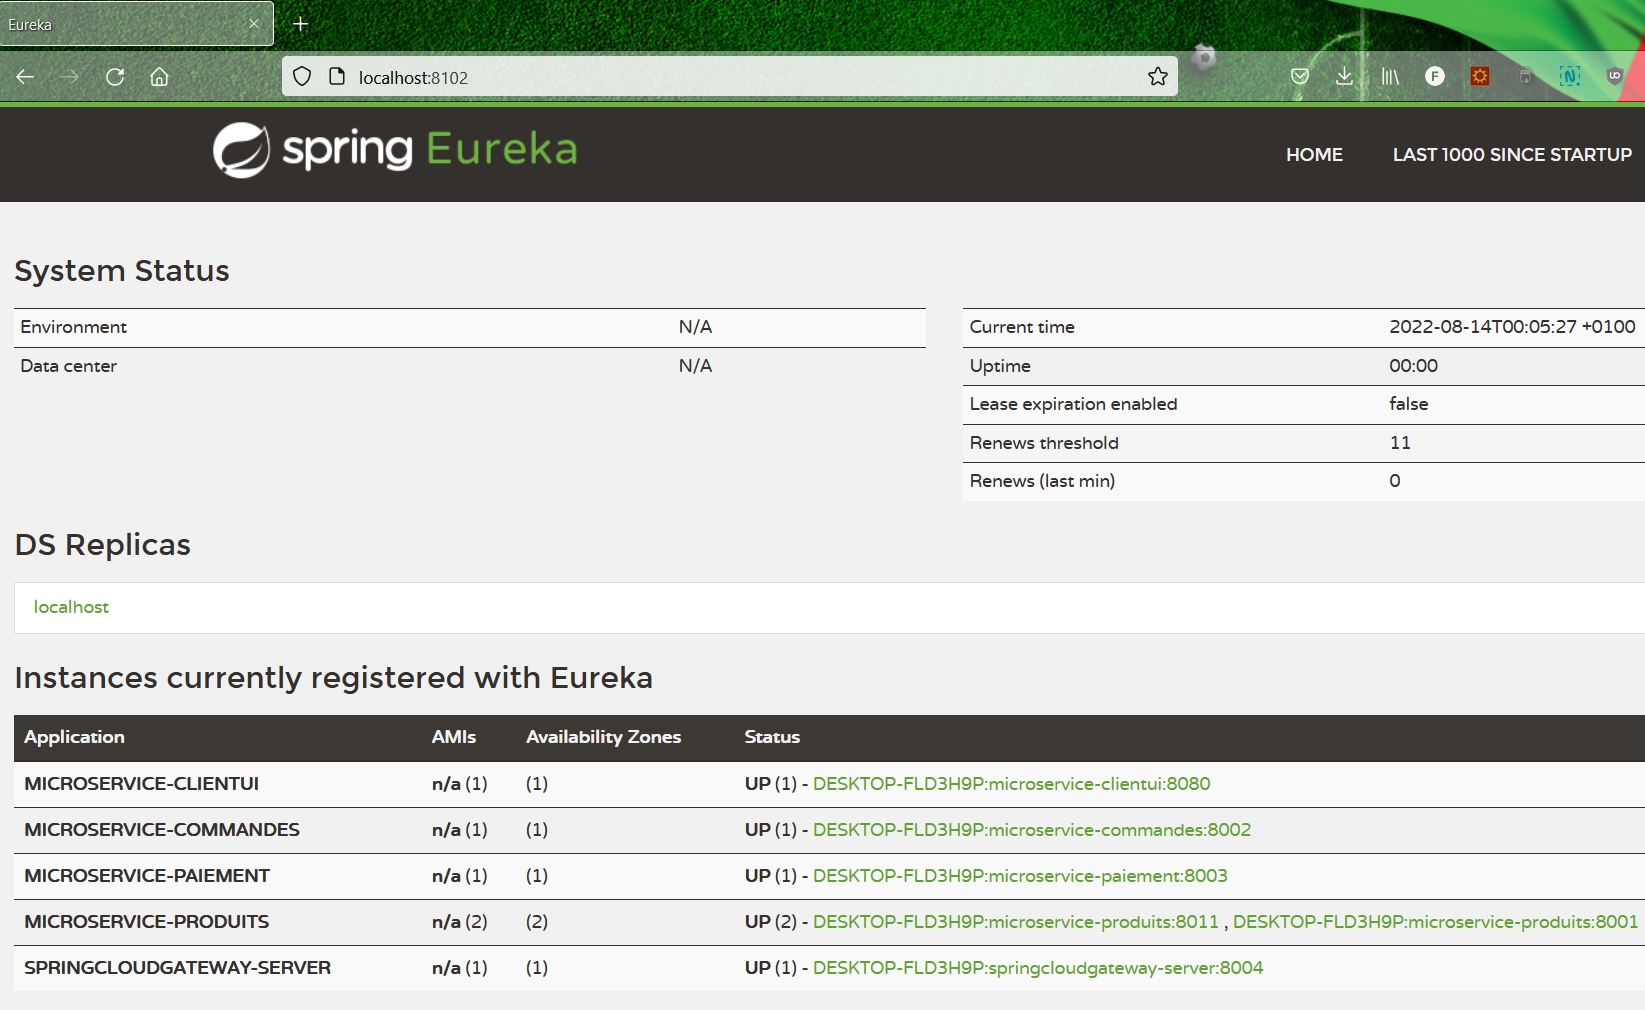 Eureka
localhost:8102
F
N
UO
spring Eureka
HOME LAST 1000 SINCE STARTUP
System Status
Environment N/A
Data center N/A
Current time 2022-08-14T00:05:27 +0100
Uptime 00:00
Lease expiration enabled false
Renews threshold 11
Renews (last min) 0
DS Replicas
localhost
Instances currently registered with Eureka
Application AMIs Availability Zones Status
MICROSERVICE-CLIENTUI n/a (1) (1) UP (1) - DESKTOP-FLD3H9P:microservice-clientui:8080
MICROSERVICE-COMMANDES n/a (1) (1) UP (1) - DESKTOP-FLD3H9P:microservice-commandes:8002
MICROSERVICE-PAIEMENT n/a (1) (1) UP (1) - DESKTOP-FLD3H9P:microservice-paiement:8003
MICROSERVICE-PRODUITS n/a (2) (2) UP (2) - DESKTOP-FLD3H9P:microservice-produits:8011 , DESKTOP-FLD3H9P:microservice-produits:8001
SPRINGCLOUDGATEWAY-SERVER n/a (1) (1) UP (1) - DESKTOP-FLD3H9P:springcloudgateway-server:8004